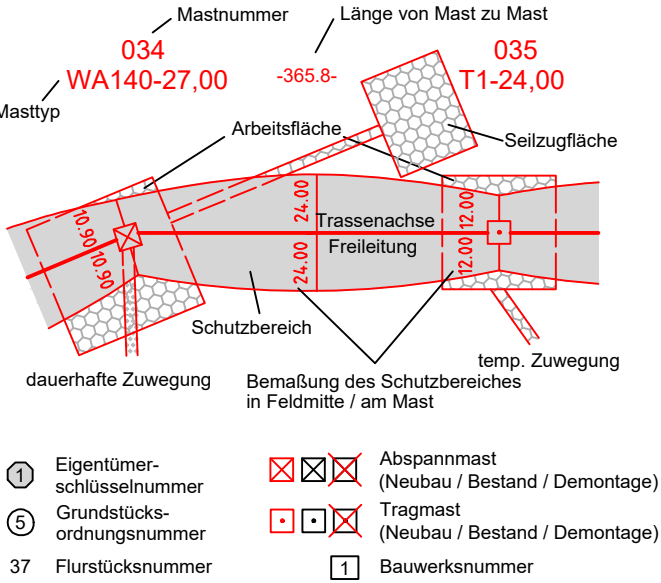 Mastnummer
Länge von Mast zu Mast
034
035
WA140-27,00
-365.8-
T1-24,00
Masttyp
Arbeitsfläche
Seilzugfläche
10.90
10.90
24.00
24.00
12.00
12.00
Trassenachse
Freileitung
Schutzbereich
dauerhafte Zuwegung
temp. Zuwegung
Bemaßung des Schutzbereiches
in Feldmitte / am Mast
1
Eigentümer-
schlüsselnummer
Abspannmast
(Neubau / Bestand / Demontage)
5
Grundstücks-
ordnungsnummer
Tragmast
(Neubau / Bestand / Demontage)
37 Flurstücksnummer
1 Bauwerksnummer